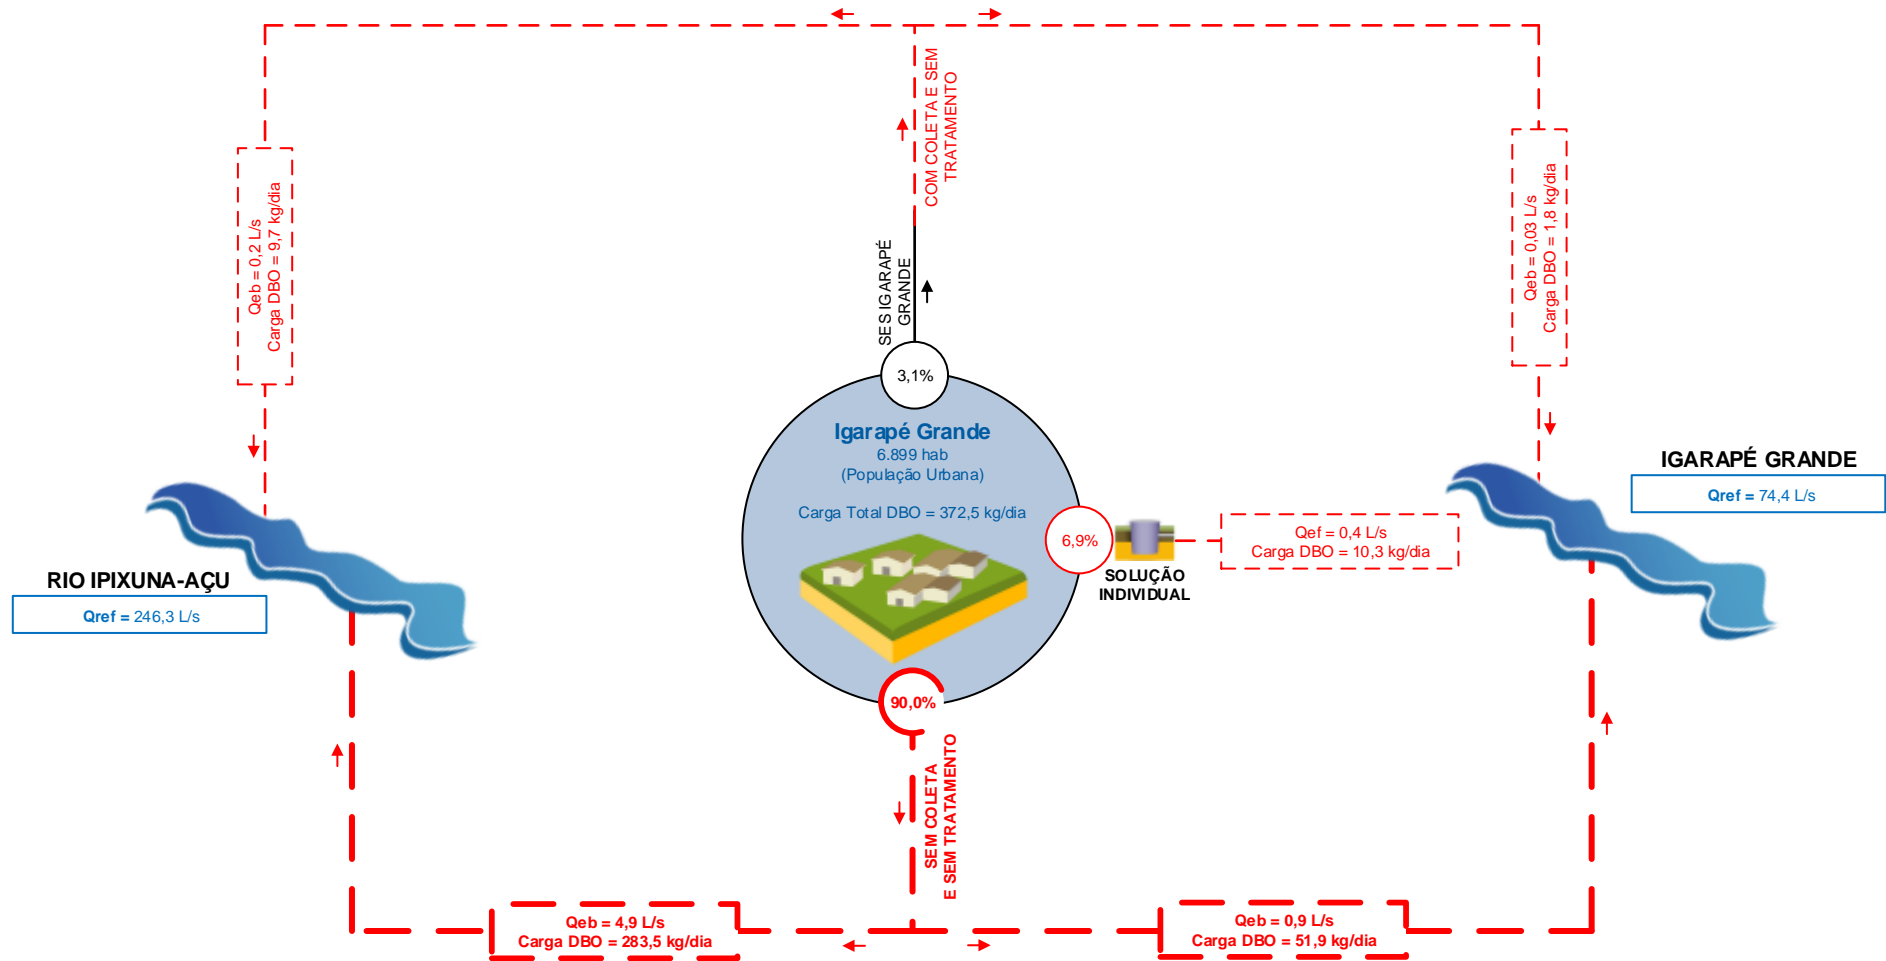 COM COLETA E SEM
TRATAMENTO
Qeb = 0,2 L/s
Carga DBO = 9,7 kg/dia
Qeb = 0,03 L/s
Carga DBO = 1,8 kg/dia
SES IGARAPÉ
GRANDE
3,1%
Igarapé Grande
6.899 hab
(População Urbana)
Carga Total DBO = 372,5 kg/dia
IGARAPÉ GRANDE
Qref = 74,4 L/s
6,9%
SOLUÇÃO
INDIVIDUAL
Qef = 0,4 L/s
Carga DBO = 10,3 kg/dia
RIO IPIXUNA-AÇU
Qref = 246,3 L/s
90,0%
SEM COLETA
E SEM TRATAMENTO
Qeb = 4,9 L/s
Carga DBO = 283,5 kg/dia
Qeb = 0,9 L/s
Carga DBO = 51,9 kg/dia